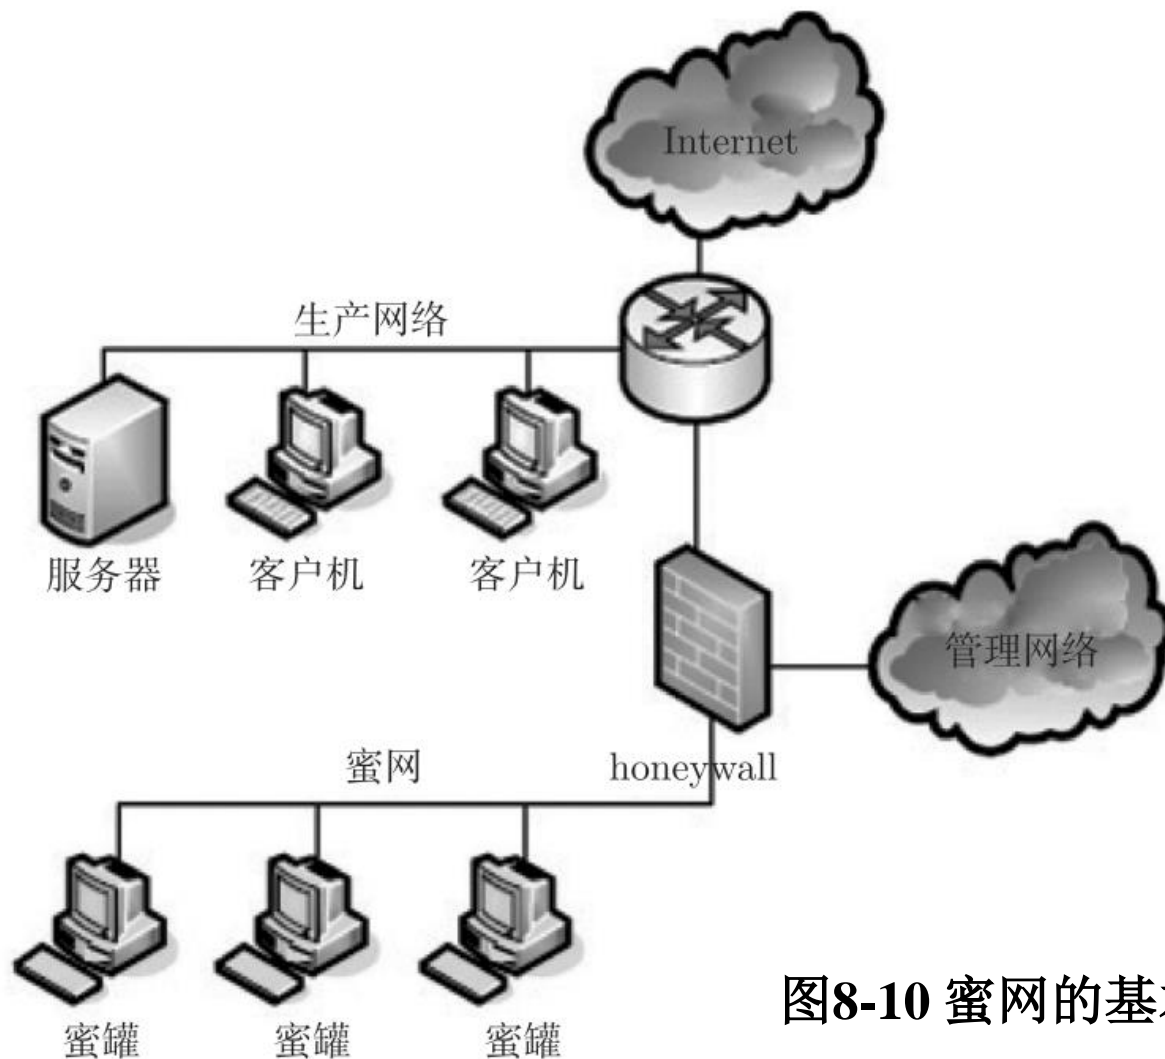 Internet
生产网络
服务器 客户机 客户机
管理网络
蜜网 honeywall
蜜罐 蜜罐 蜜罐
图8-10 蜜网的基